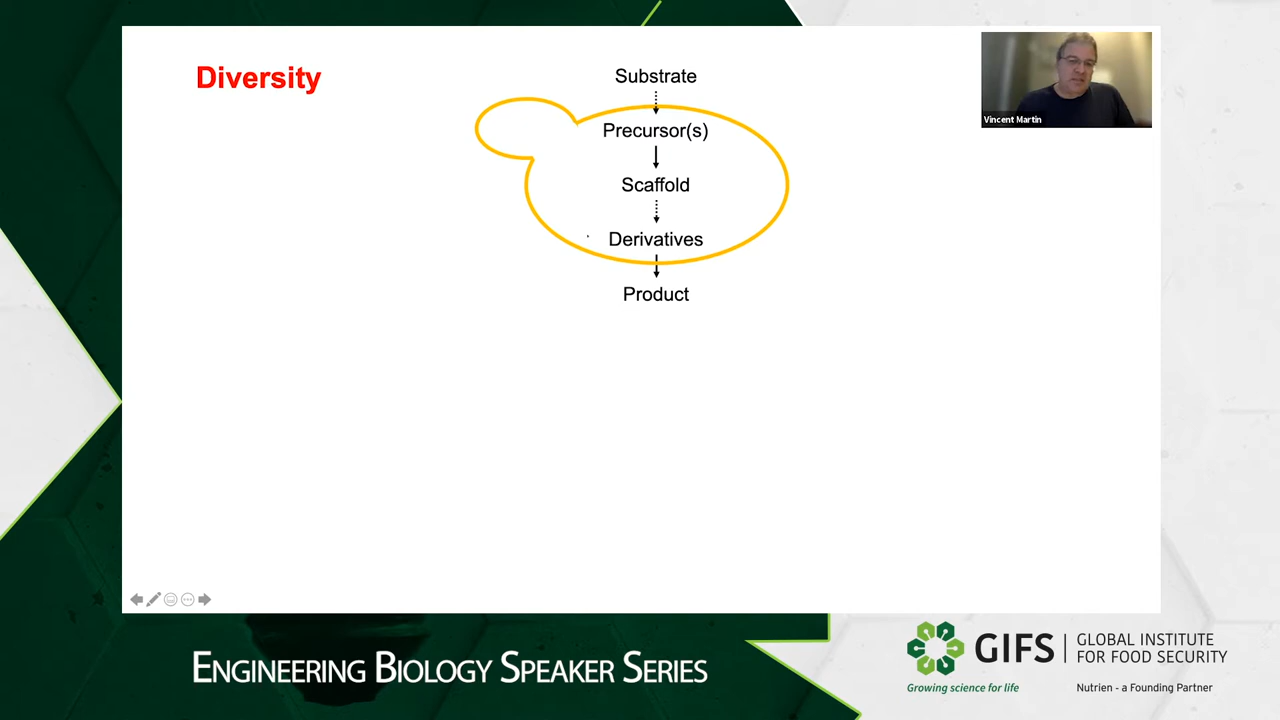 Diversity
Substrate
Precursor(s)
Scaffold
Derivatives
Product
Vincent Martin
ENGINEERING BIOLOGY SPEAKER SERIES
GIFS
GLOBAL INSTITUTE
FOR FOOD SECURITY
Growing science for life
Nutrien - a Founding Partner